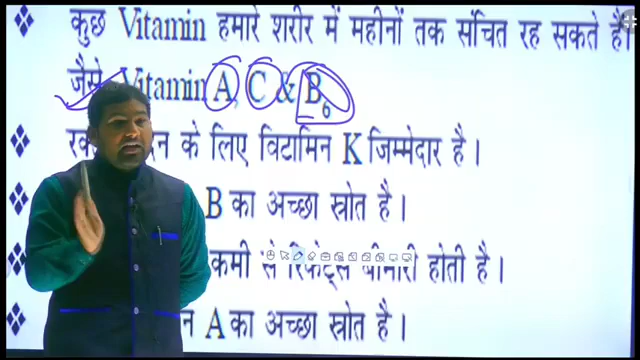 कुछ Vitamin हमारे शरीर में महीनों तक संचित रह सकते है।
जैसे Vitamin A, C & B6
के लिए विटामिन K जिम्मेदार है।
B का अच्छा स्रोत है।
कमी से रिकेट्स बीमारी होती है।
A का अच्छा स्रोत है।